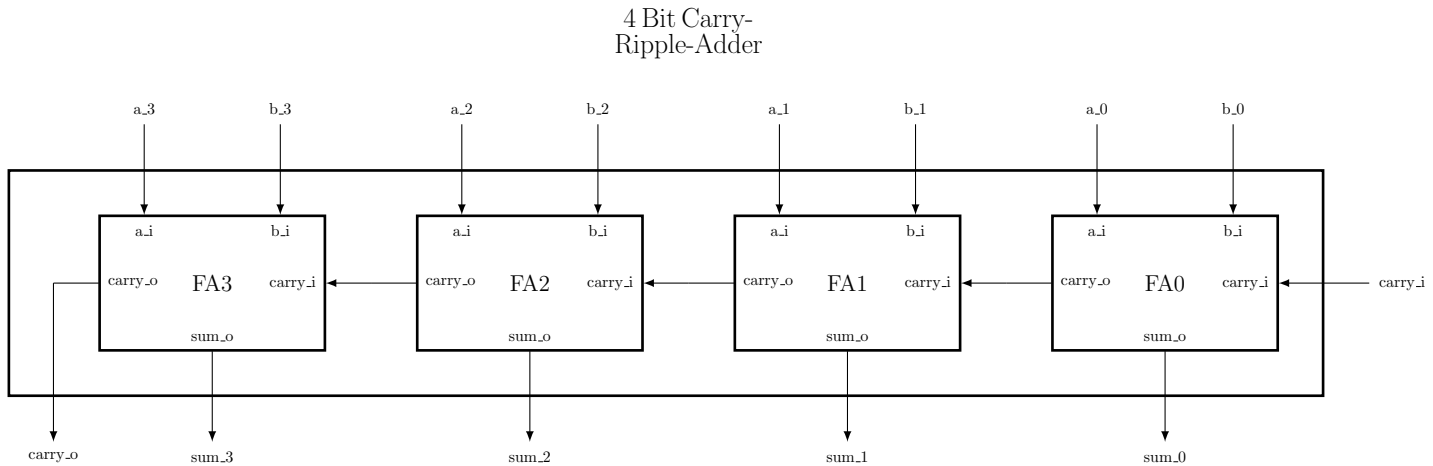 4 Bit Carry-
Ripple-Adder
a_3 b_3 a_2 b_2 a_1 b_1 a_0 b_0
a_i b_i a_i b_i a_i b_i a_i b_i
carry_o FA3 carry_i carry_o FA2 carry_i carry_o FA1 carry_i carry_o FA0 carry_i carry_i
sum_o sum_o sum_o sum_o
carry_o sum_3 sum_2 sum_1 sum_0